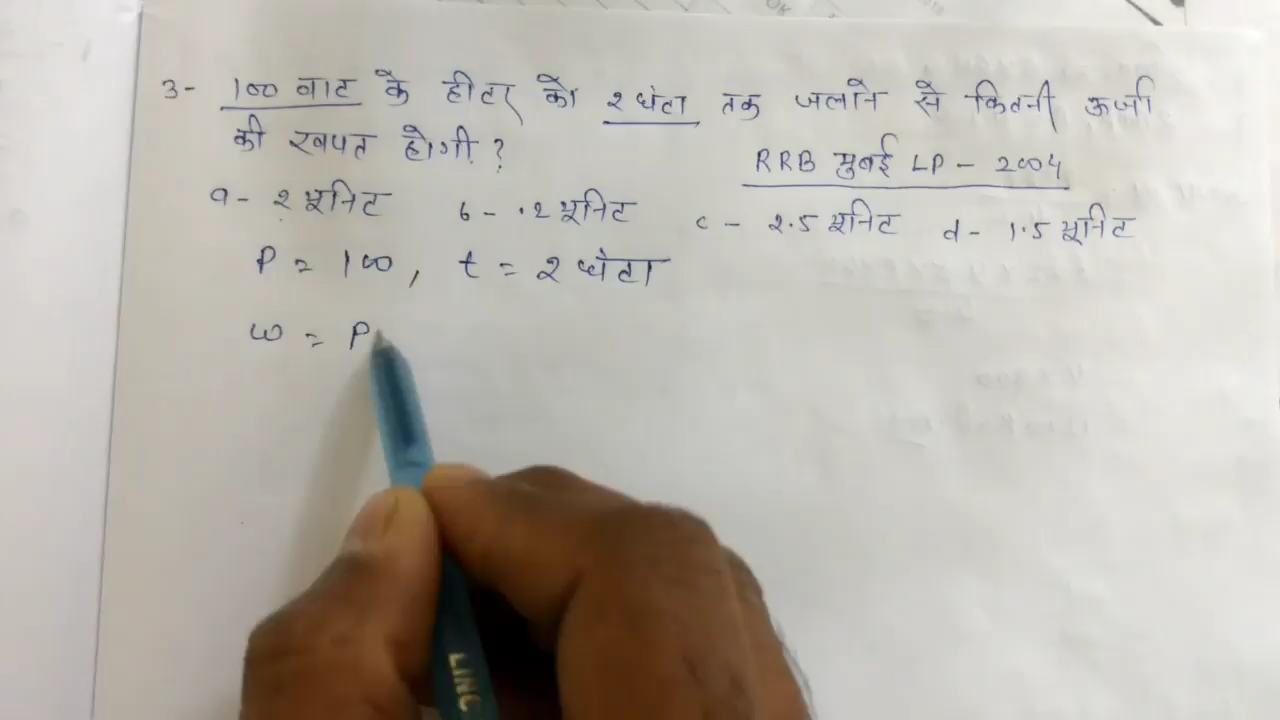 3- 100 वाट के हीटर को 2 घंटा तक जलाने से कितनी ऊर्जा
की खपत होगी ?
RRB मुबई LP - 2004
a - 2 यूनिट b - .2 यूनिट c - 2.5 यूनिट d - 1.5 यूनिट
P = 100, t = 2 घंटा
W = P
LINC